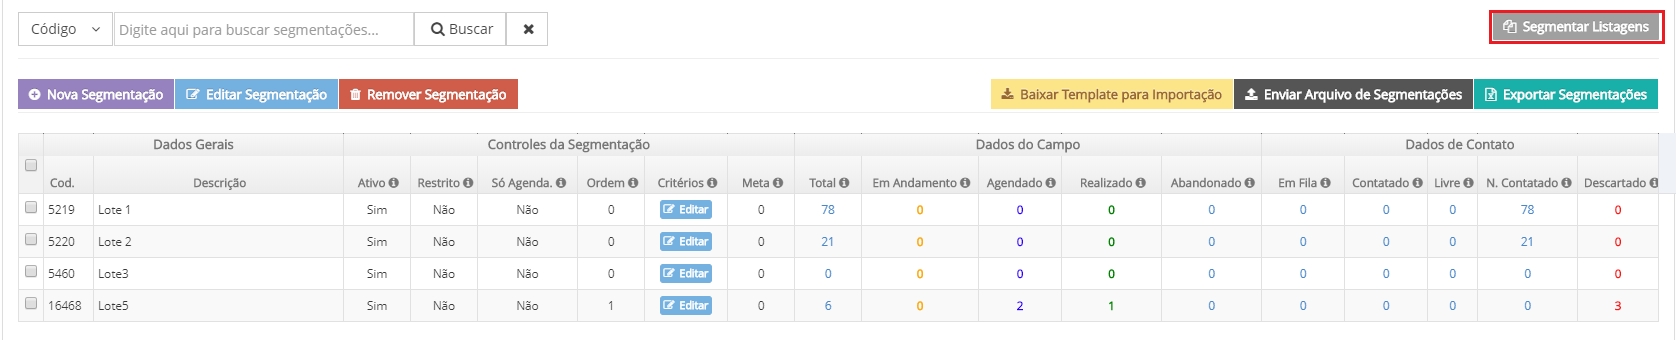 Código Digite aqui para buscar segmentações... Buscar Segmentar Listagens
Nova Segmentação Editar Segmentação Remover Segmentação Baixar Template para Importação Enviar Arquivo de Segmentações Exportar Segmentações
Dados Gerais Controles da Segmentação Dados do Campo Dados de Contato
Cod. Descrição Ativo Restrito Só Agenda. Ordem Critérios Meta Total Em Andamento Agendado Realizado Abandonado Em Fila Contatado Livre N. Contatado Descartado
5219 Lote 1 Sim Não Não 0 Editar 0 78 0 0 0 0 0 0 0 78 0
5220 Lote 2 Sim Não Não 0 Editar 0 21 0 0 0 0 0 0 0 21 0
5460 Lote3 Sim Não Não 0 Editar 0 0 0 0 0 0 0 0 0 0 0
16468 Lote5 Sim Não Não 1 Editar 0 6 0 2 1 0 0 0 0 0 3